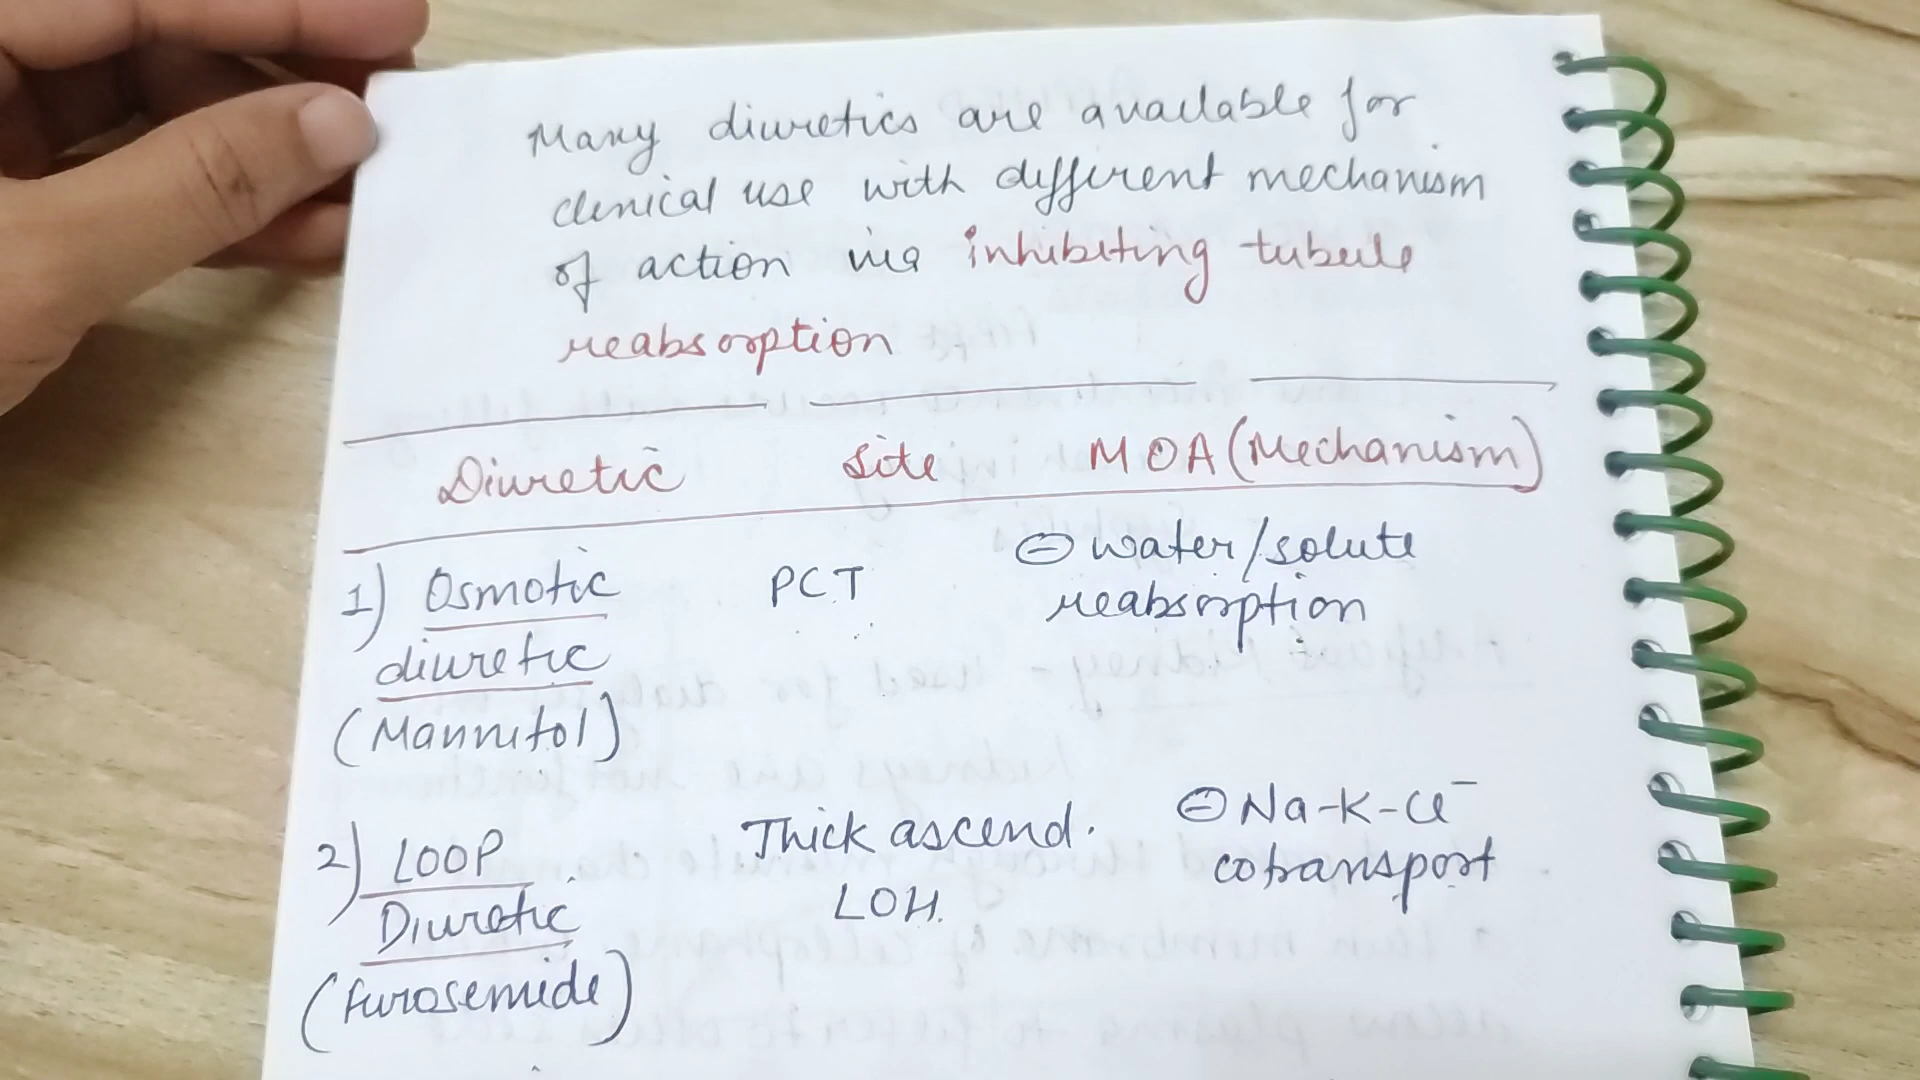 Many diuretics are available for
clinical use with different mechanism
of action via inhibiting tubule
reabsorption
Diuretic Site MOA (Mechanism)
1) Osmotic PCT ⊖ water/solute
diuretic reabsorption
(Mannitol)
2) LOOP Thick ascend. ⊖ Na-K-Cl⁻
Diuretic LOH. cotransport
(furosemide)